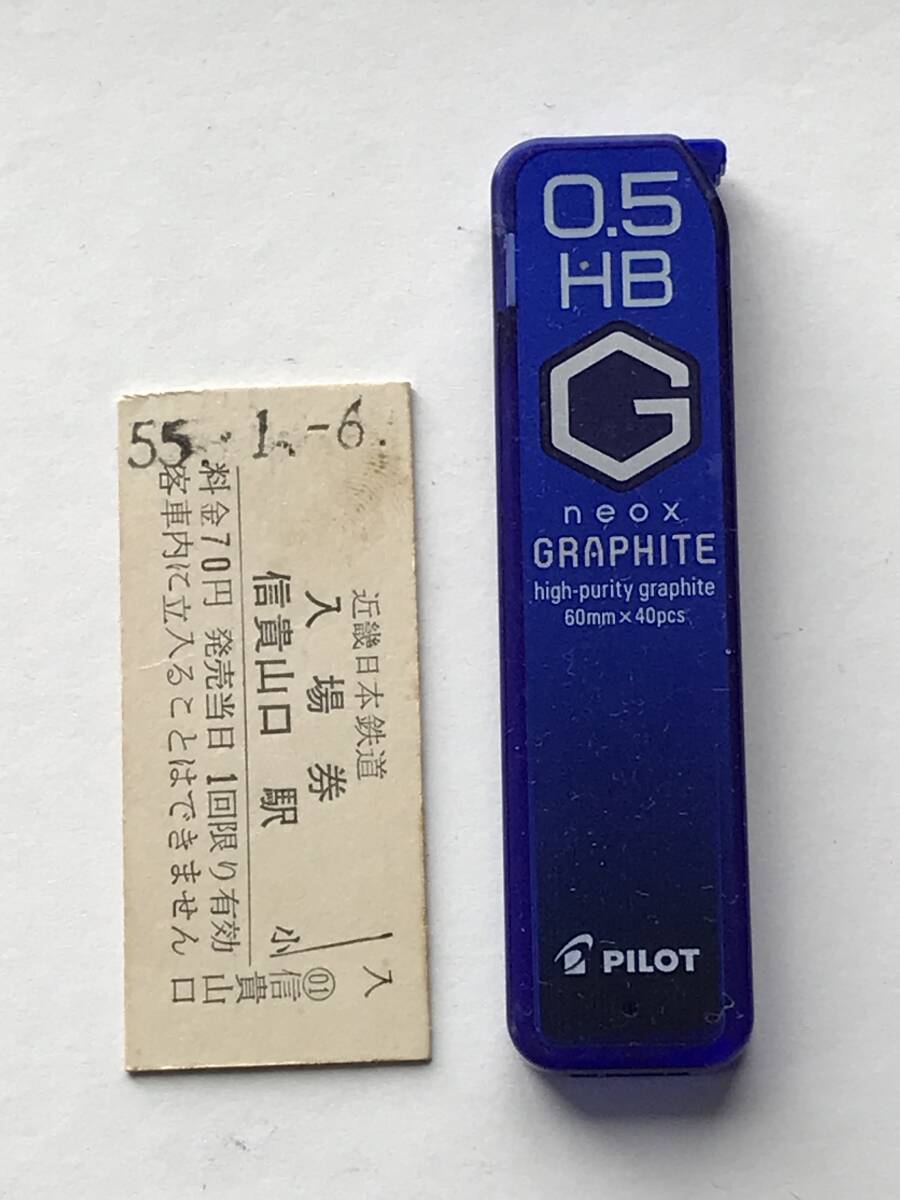 55.-1.-6.
近畿日本鉄道
入場券
信貴山口駅
料金70円 発売当日1回限り有効
客車内に立入ることはできません
小
入
01
信貴
山口
0.5
HB
G
neox
GRAPHITE
high-purity graphite
60mm×40pcs
PILOT